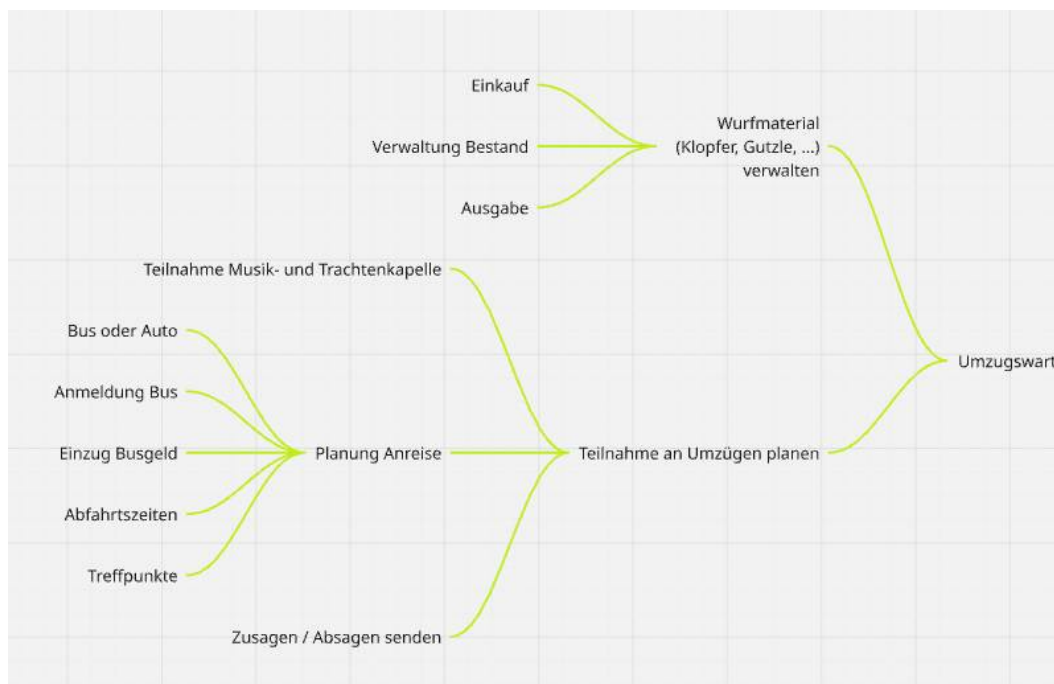 Einkauf
Wurfmaterial
(Klopfer, Gutzle, ...)
verwalten
Verwaltung Bestand
Ausgabe
Teilnahme Musik- und Trachtenkapelle
Bus oder Auto
Umzugswart
Anmeldung Bus
Einzug Busgeld
Planung Anreise
Teilnahme an Umzügen planen
Abfahrtszeiten
Treffpunkte
Zusagen / Absagen senden